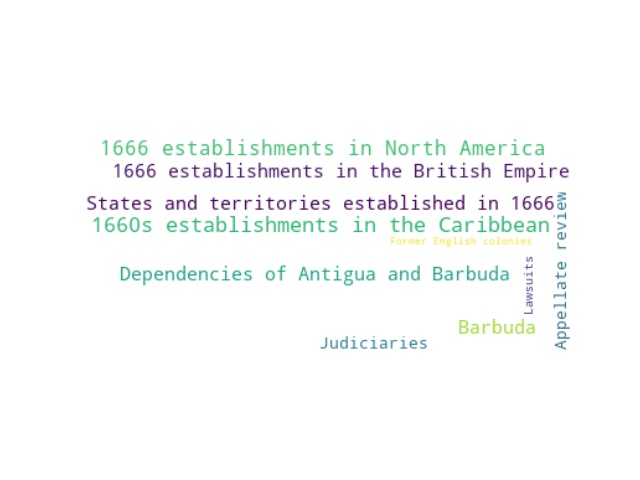 1666 establishments in North America
1666 establishments in the British Empire
States and territories established in 1666
1660s establishments in the Caribbean
Former English colonies
Dependencies of Antigua and Barbuda
Lawsuits
Appellate review
Barbuda
Judiciaries